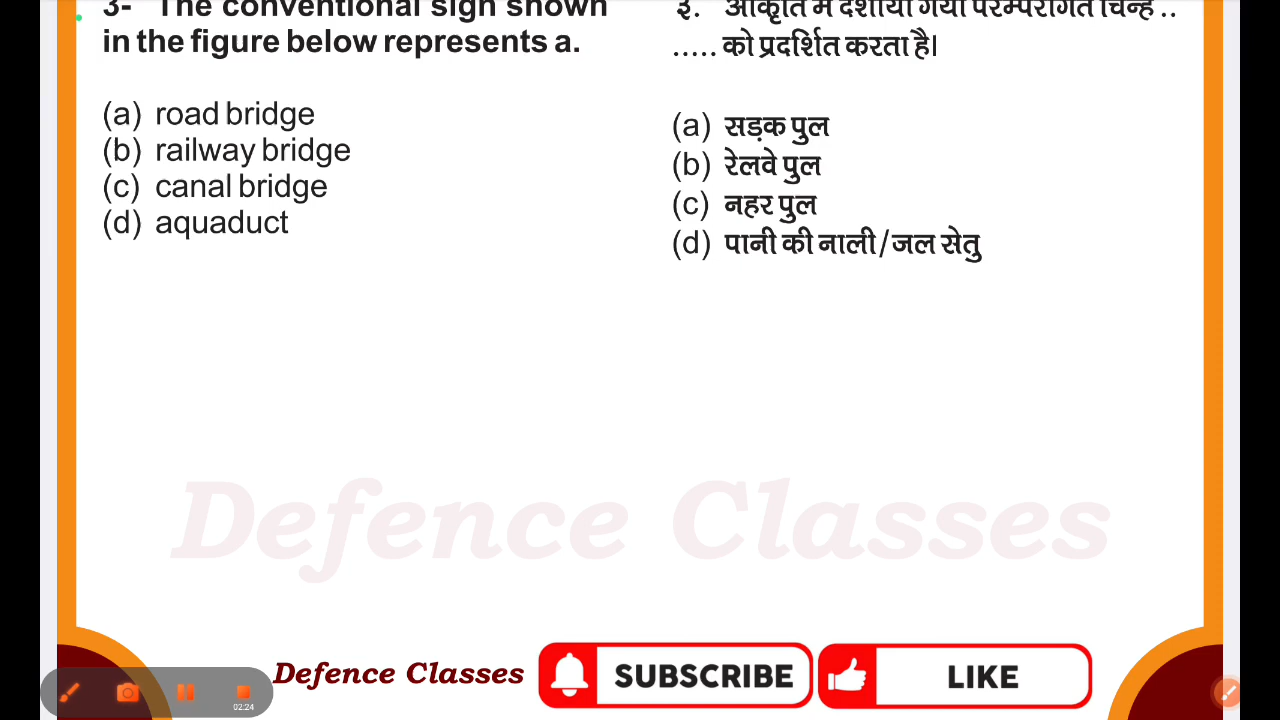 3- The conventional sign shown
in the figure below represents a.
(a) road bridge
(b) railway bridge
(c) canal bridge
(d) aquaduct
३. आकृति में दर्शाया गया परम्परागत चिन्ह ..
..... को प्रदर्शित करता है।
(a) सड़क पुल
(b) रेलवे पुल
(c) नहर पुल
(d) पानी की नाली/जल सेतु
Defence Classes
Defence Classes
SUBSCRIBE
LIKE
02:24